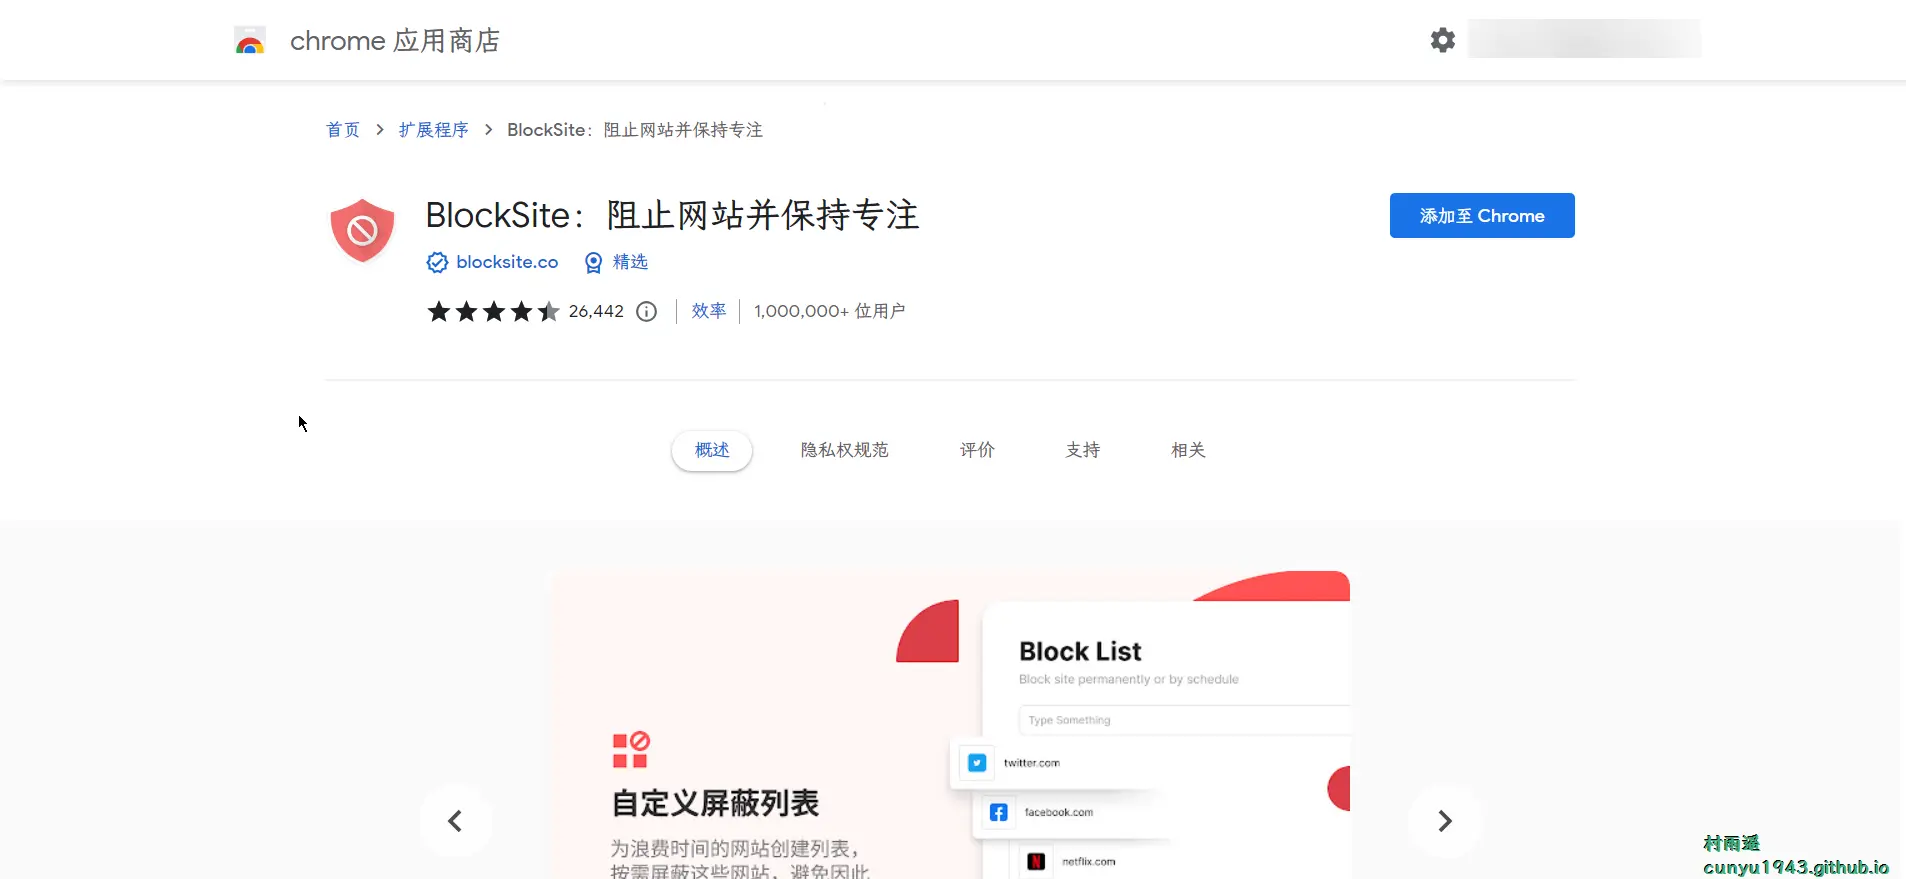 chrome 应用商店
首页 > 扩展程序 > BlockSite：阻止网站并保持专注
BlockSite：阻止网站并保持专注
添加至 Chrome
blocksite.co 精选
26,442 效率 1,000,000+ 位用户
概述 隐私权规范 评价 支持 相关
Block List
Block site permanently or by schedule
Type Something
twitter.com
facebook.com
netflix.com
自定义屏蔽列表
为浪费时间的网站创建列表，
按需屏蔽这些网站，避免因此
村雨遥
cunyu1943.github.io